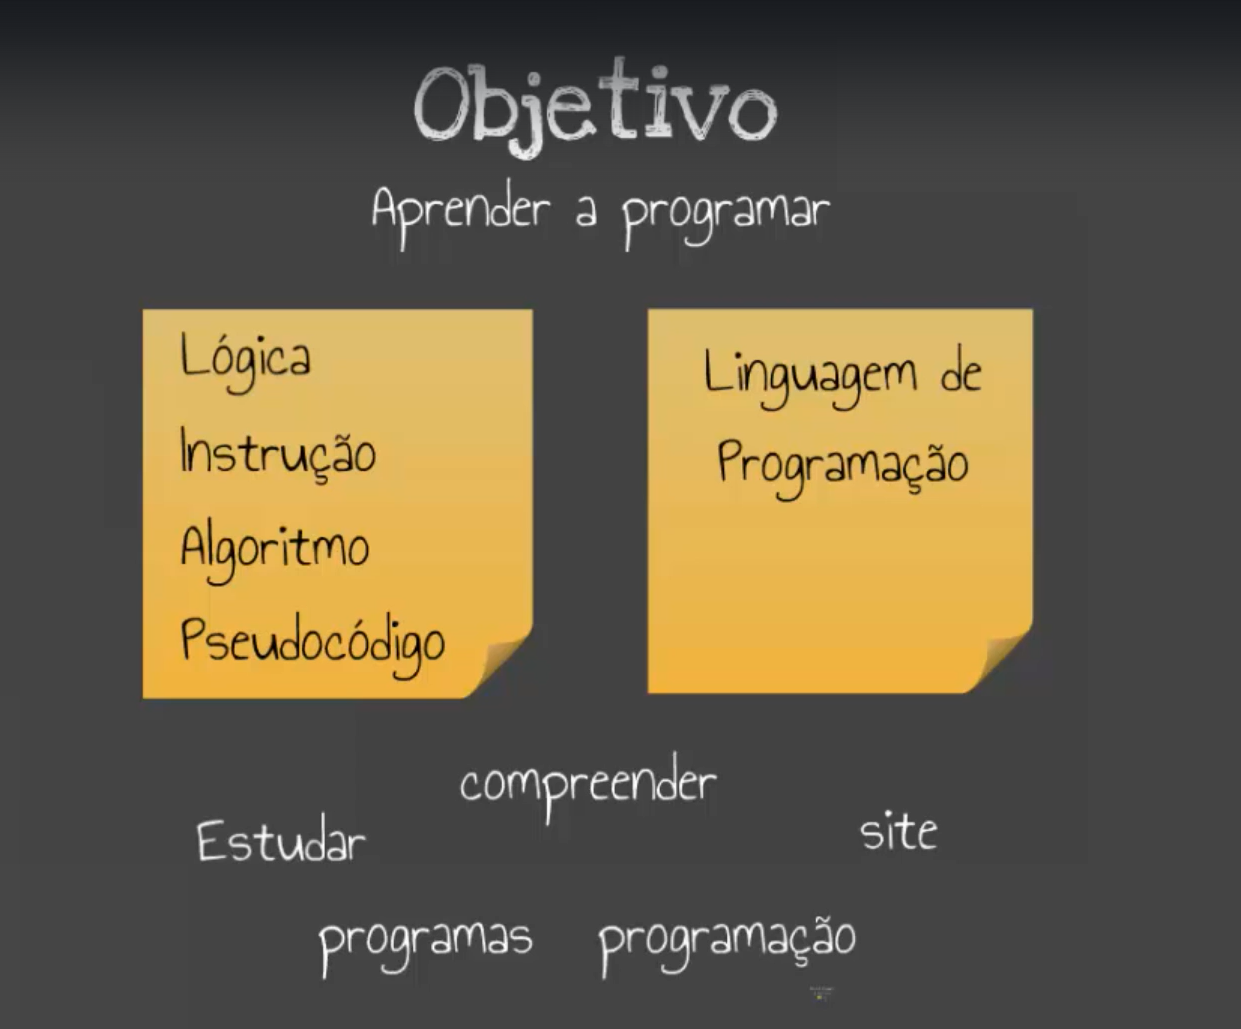 Objetivo
Aprender a programar
Lógica
Instrução
Algoritmo
Pseudocódigo
Linguagem de
Programação
compreender
Estudar
site
programas programação